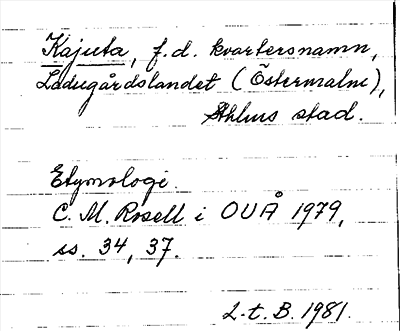 Kajuta, f.d. kvartersnamn,
Ladugårdslandet (Östermalm),
Sthlms stad.
Etymologi.
C. M. Rosell i OUÅ 1979,
ss. 34, 37.
L-t. B. 1981.